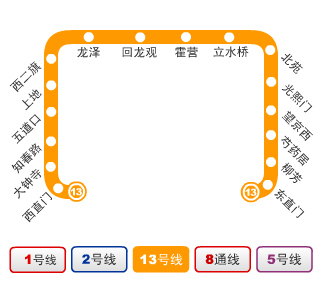 龙泽
回龙观
霍营
立水桥
西二旗
上地
五道口
知春路
大钟寺
西直门
北苑
光熙门
望京西
芍药居
柳芳
东直门
13
13
1号线
2号线
13号线
8通线
5号线